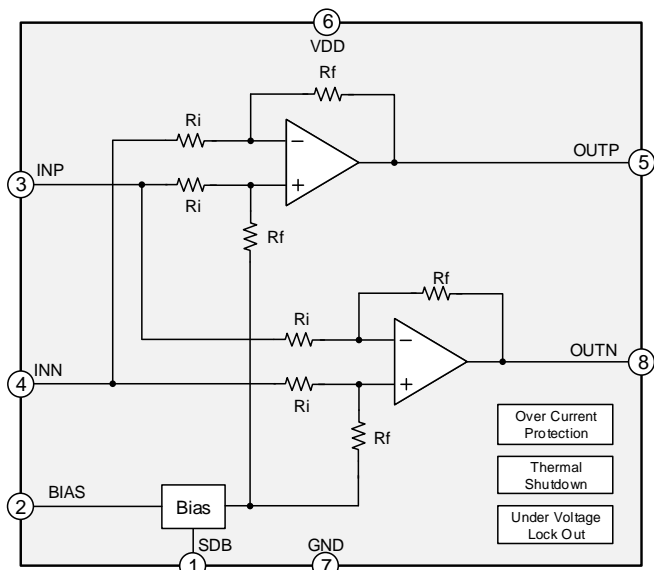 6
VDD
Rf
Ri
OUTP
5
3
INP
Ri
Rf
Rf
Ri
OUTN
8
4
INN
Ri
Rf
Over Current
Protection
Thermal
Shutdown
2
BIAS
Bias
Under Voltage
Lock Out
SDB
GND
1
7